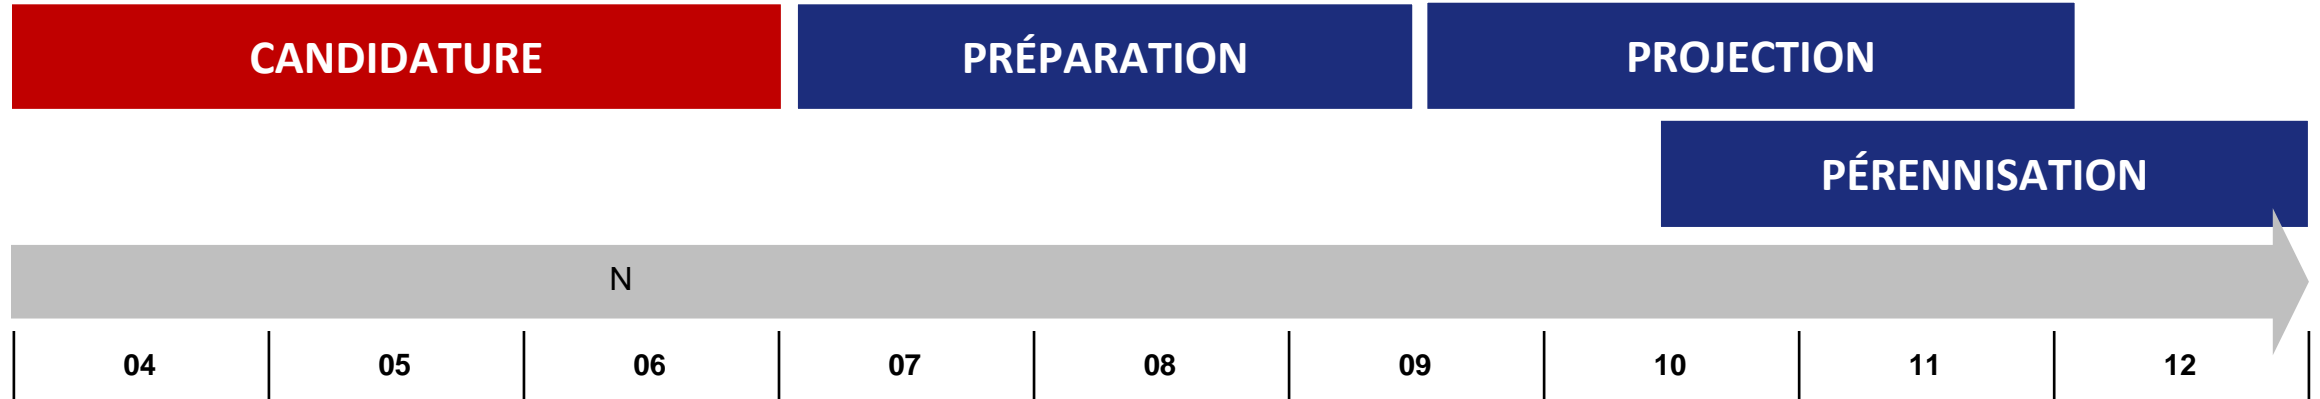 CANDIDATURE
PRÉPARATION
PROJECTION
PÉRENNISATION
N
04 05 06 07 08 09 10 11 12